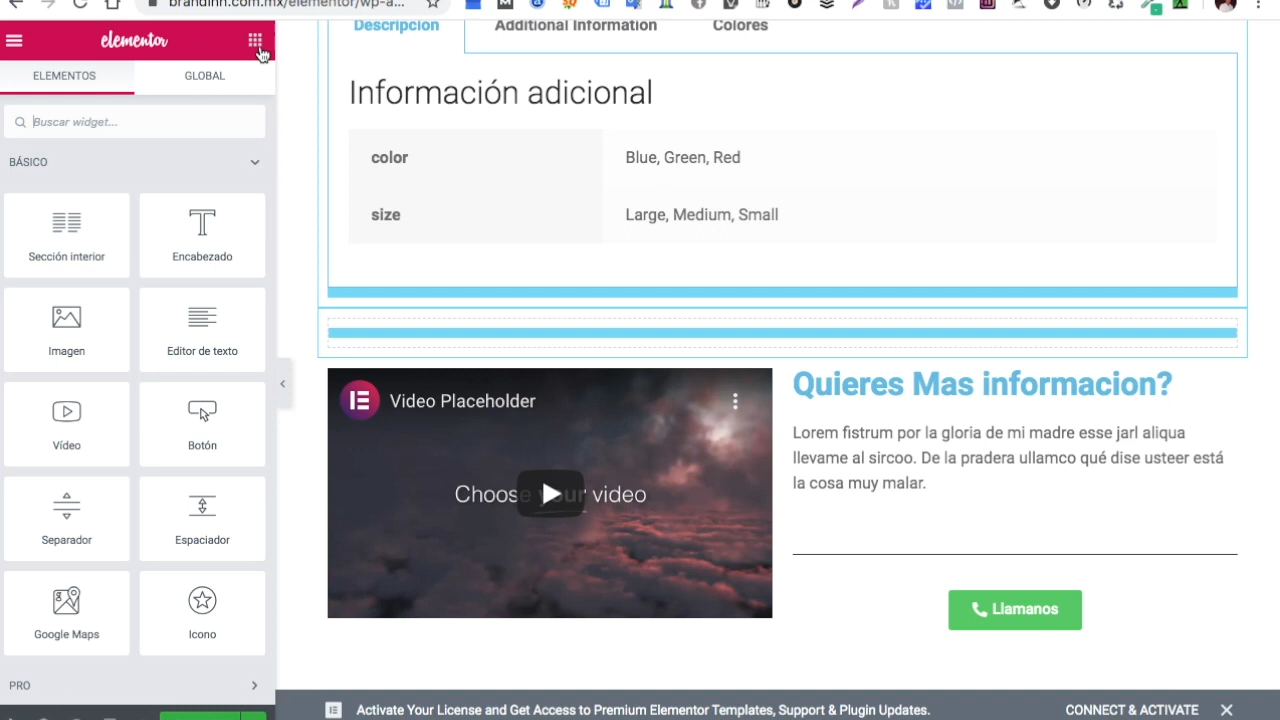 brandinn.com.mx/elementor/wp-a...
elementor
ELEMENTOS
GLOBAL
Buscar widget...
BÁSICO
Sección interior
Encabezado
Imagen
Editor de texto
Vídeo
Botón
Separador
Espaciador
Google Maps
Icono
PRO
Descripcion
Additional Information
Colores
Información adicional
color
Blue, Green, Red
size
Large, Medium, Small
Video Placeholder
Choose your video
Quieres Mas informacion?
Lorem fistrum por la gloria de mi madre esse jarl aliqua
llevame al sircoo. De la pradera ullamco qué dise usteer está
la cosa muy malar.
Llamanos
Activate Your License and Get Access to Premium Elementor Templates, Support & Plugin Updates.
CONNECT & ACTIVATE